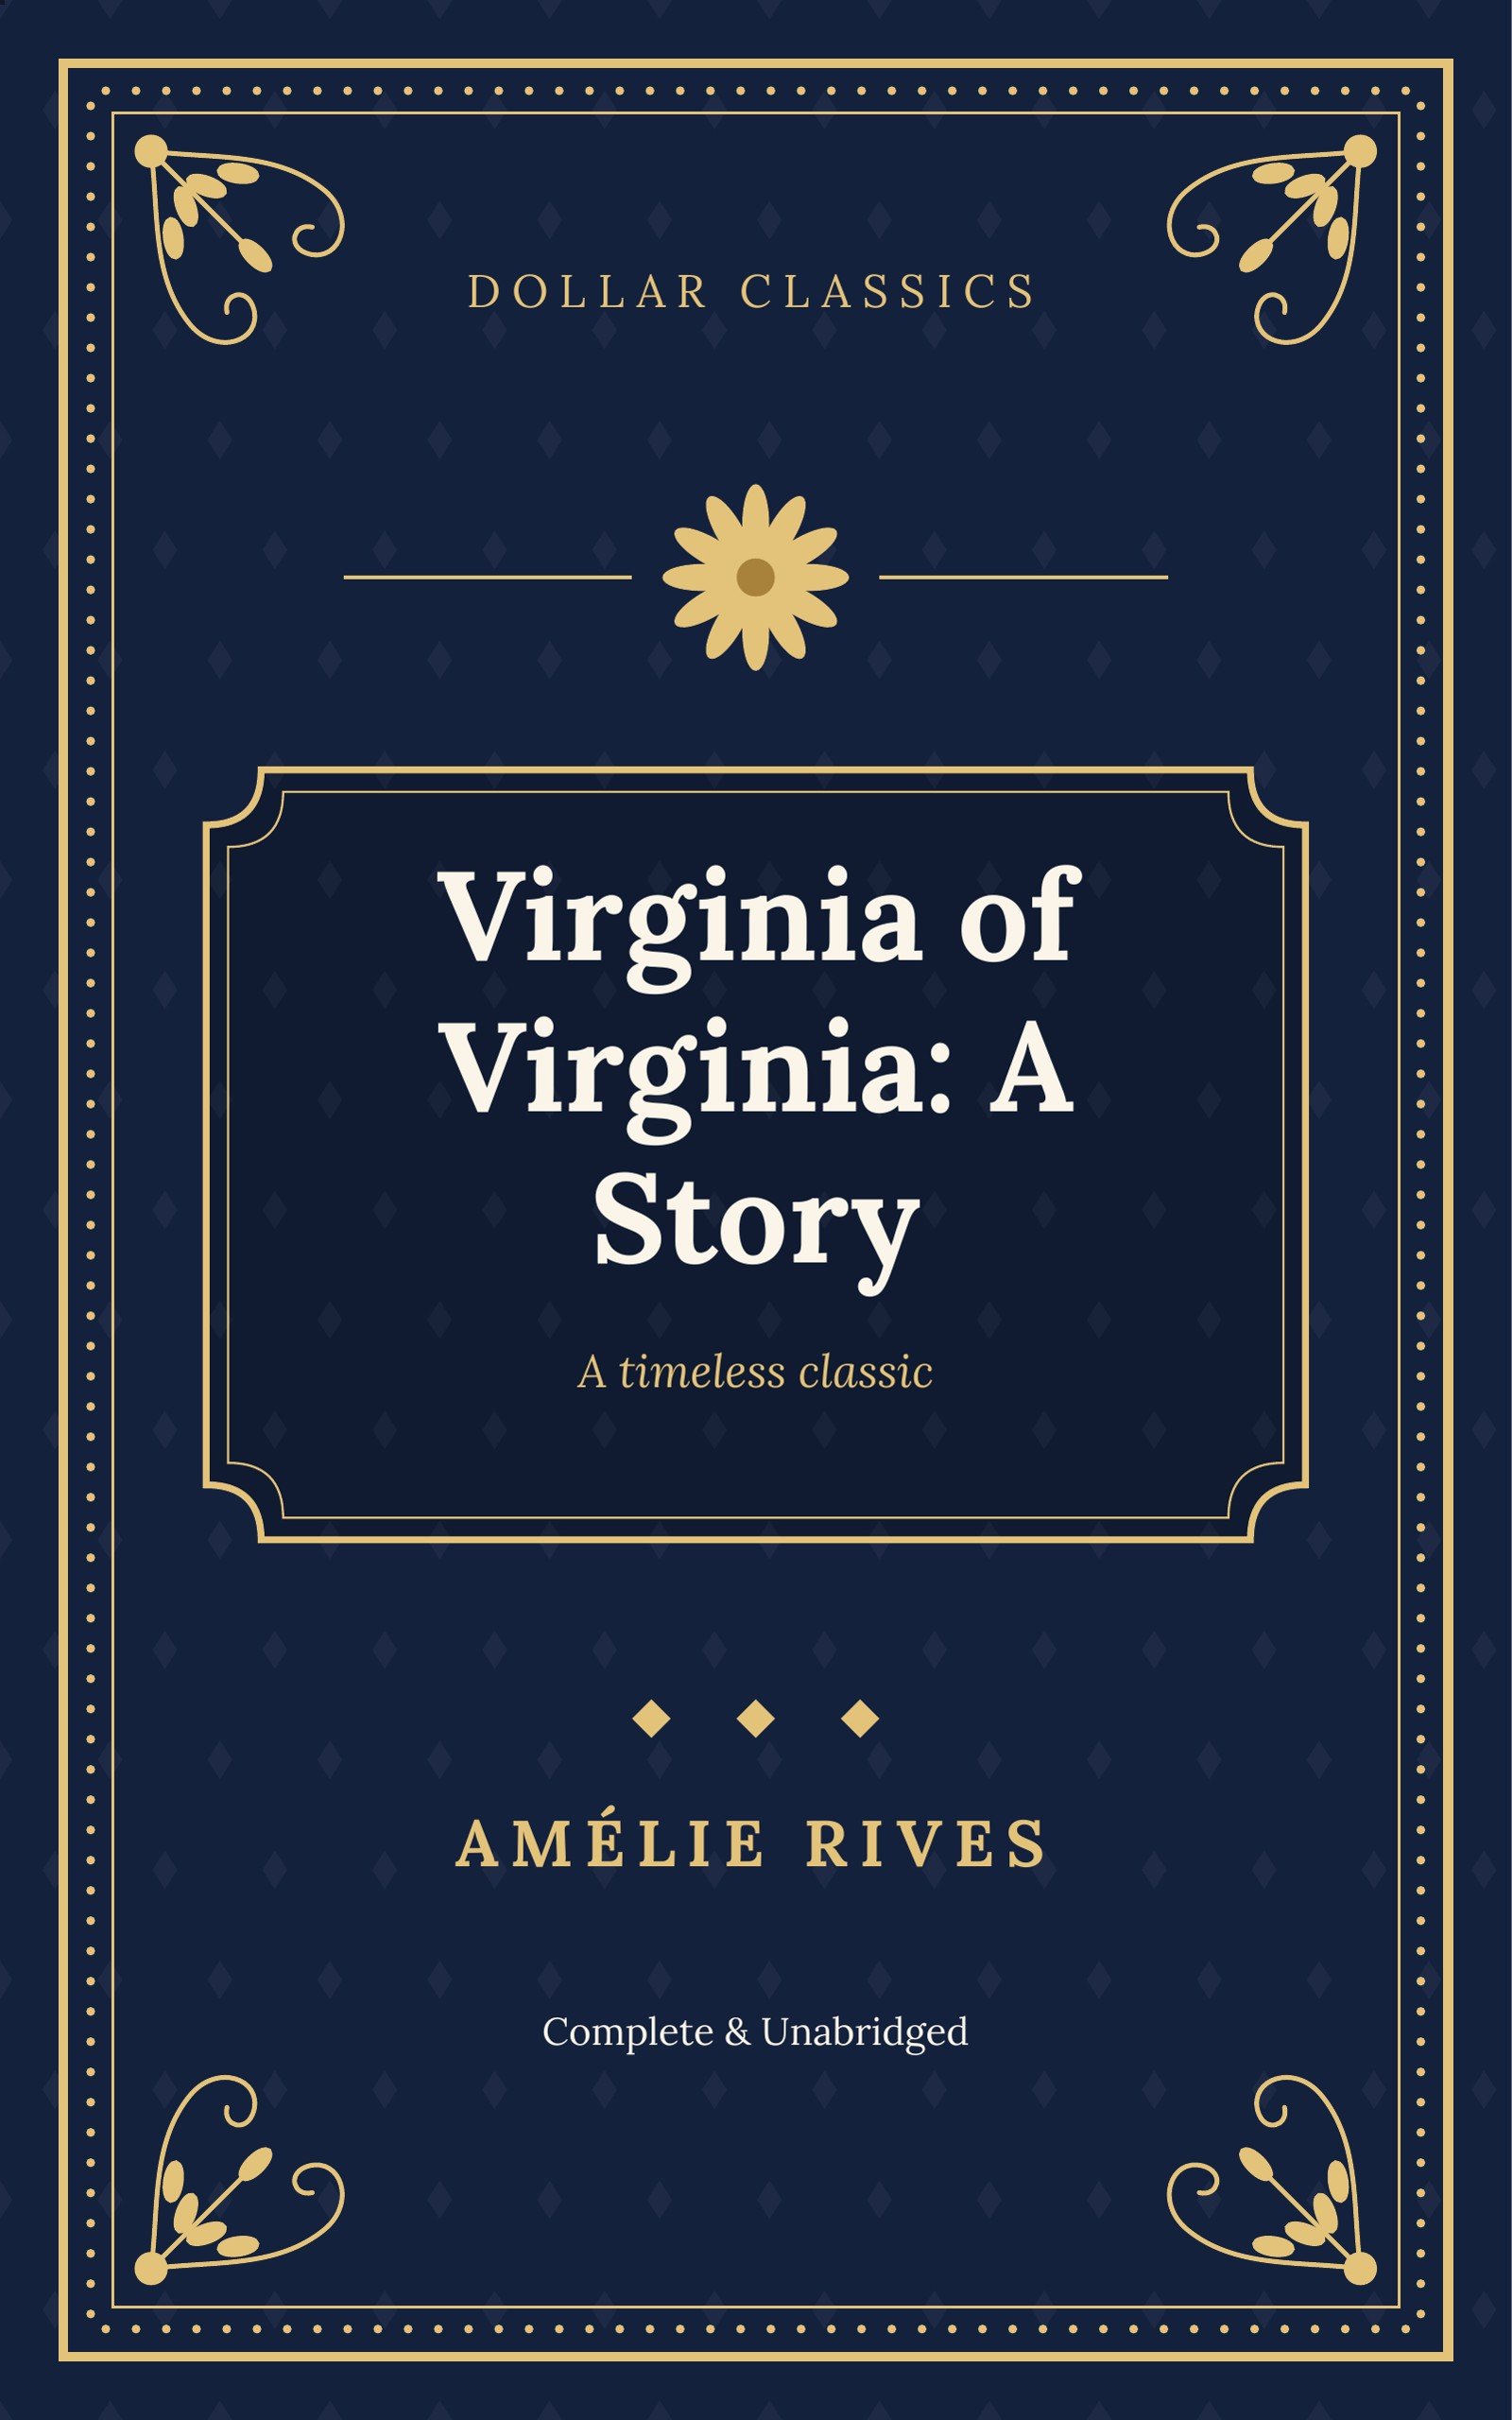 DOLLAR CLASSICS
Virginia of
Virginia: A
Story
A timeless classic
AMÉLIE RIVES
Complete & Unabridged